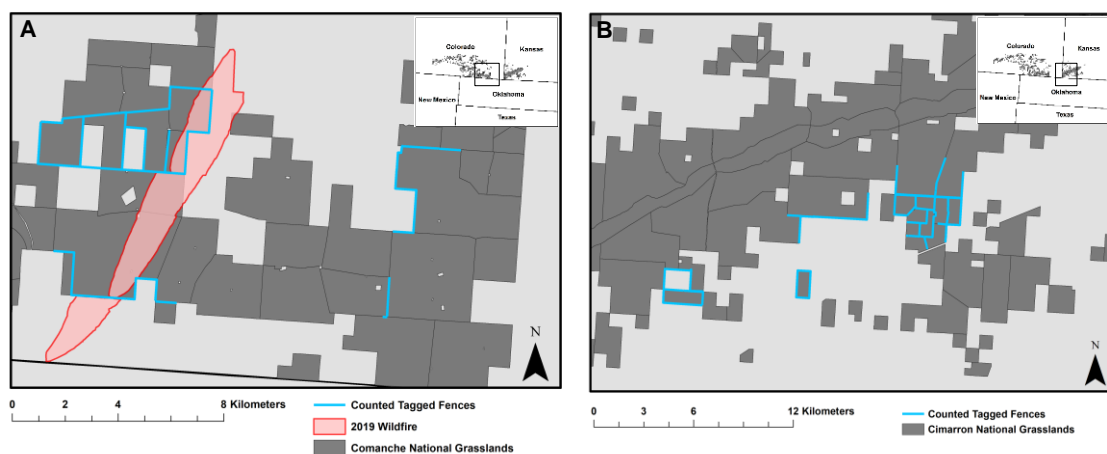 A
Colorado
Kansas
New Mexico
Oklahoma
Texas
N
0 2 4 8 Kilometers
Counted Tagged Fences
2019 Wildfire
Comanche National Grasslands
B
Colorado
Kansas
New Mexico
Oklahoma
Texas
N
0 3 6 12 Kilometers
Counted Tagged Fences
Cimarron National Grasslands